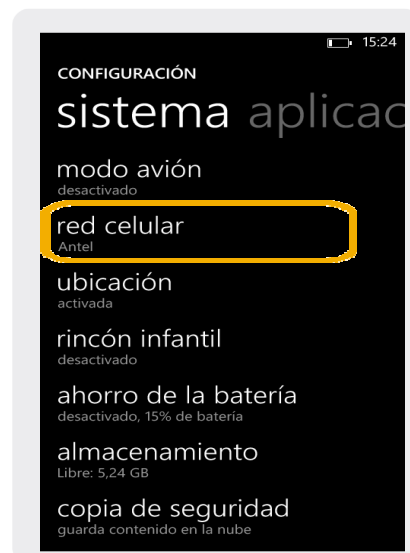 15:24
CONFIGURACIÓN
sistema aplicac
modo avión
desactivado
red celular
Antel
ubicación
activada
rincón infantil
desactivado
ahorro de la batería
desactivado, 15% de batería
almacenamiento
Libre: 5,24 GB
copia de seguridad
guarda contenido en la nube